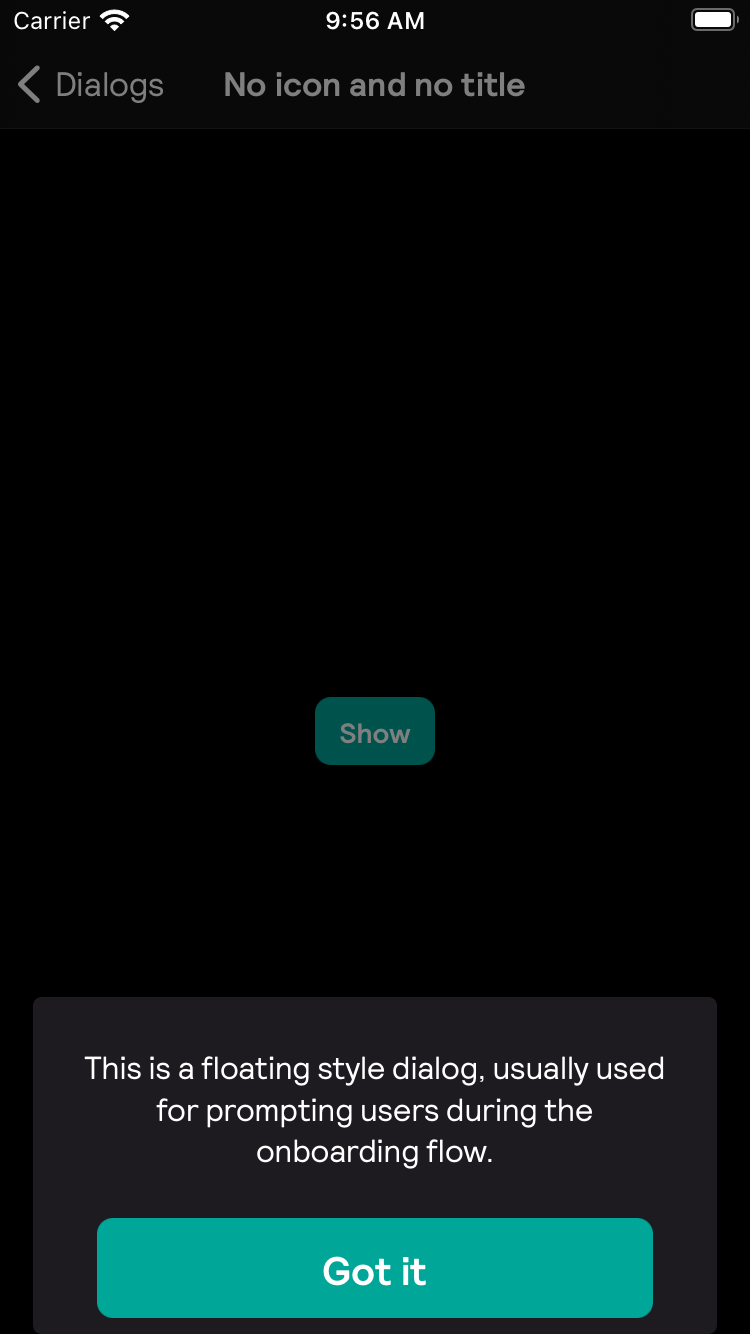 Carrier 9:56 AM
Dialogs No icon and no title
Show
This is a floating style dialog, usually used
for prompting users during the
onboarding flow.
Got it